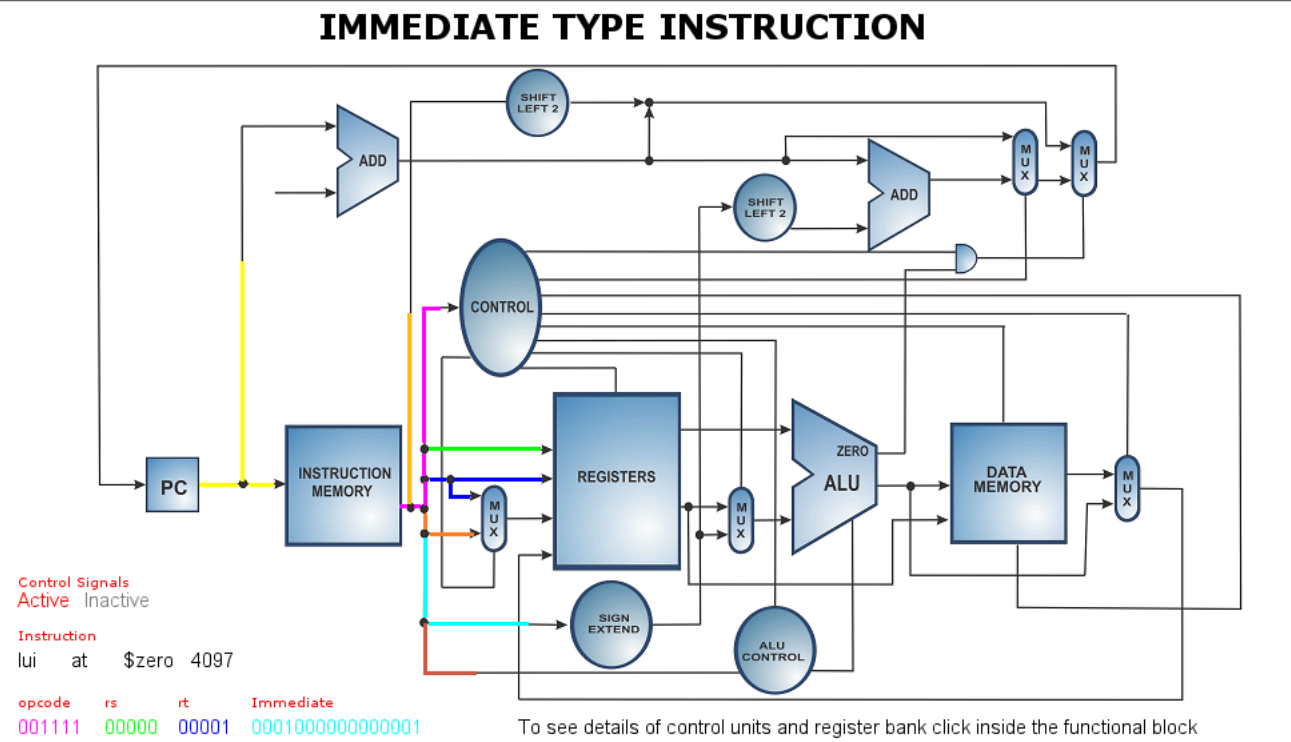 IMMEDIATE TYPE INSTRUCTION
SHIFT
LEFT 2
ADD
M
U
X
M
U
X
SHIFT
LEFT 2
ADD
CONTROL
INSTRUCTION
MEMORY
PC
REGISTERS
ZERO
ALU
DATA
MEMORY
M
U
X
M
U
X
M
U
X
SIGN
EXTEND
ALU
CONTROL
Control Signals
Active Inactive
Instruction
lui at $zero 4097
opcode rs rt Immediate
001111 00000 00001 0001000000000001
To see details of control units and register bank click inside the functional block